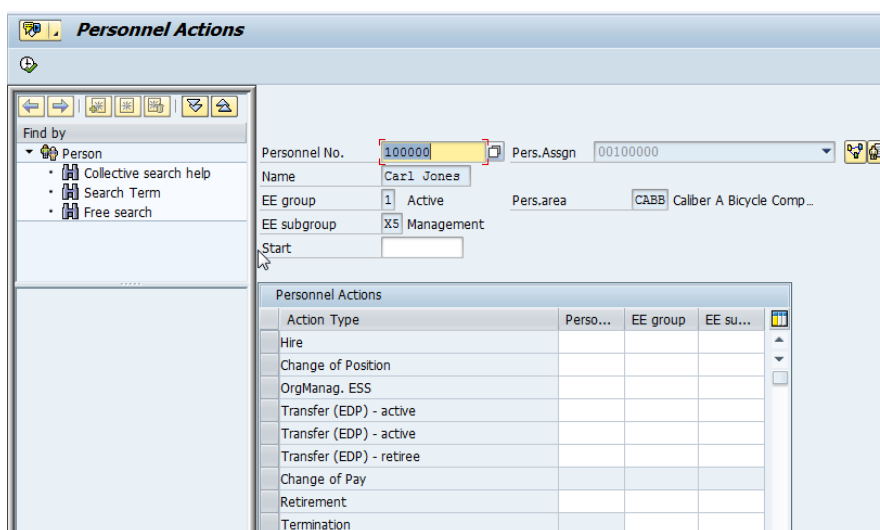 Personnel Actions
Find by
Person
Collective search help
Search Term
Free search
Personnel No. 100000 Pers.Assgn 00100000
Name Carl Jones
EE group 1 Active Pers.area CABB Caliber A Bicycle Comp...
EE subgroup X5 Management
Start
Personnel Actions
Action Type Perso... EE group EE su...
Hire
Change of Position
OrgManag. ESS
Transfer (EDP) - active
Transfer (EDP) - active
Transfer (EDP) - retiree
Change of Pay
Retirement
Termination